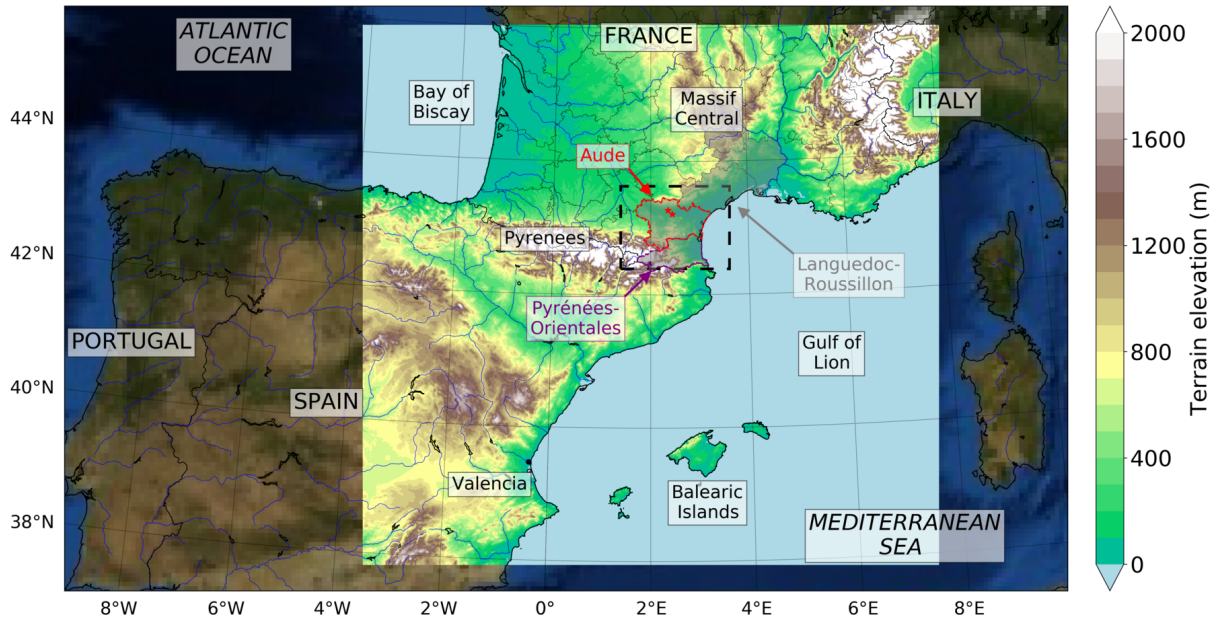 ATLANTIC
OCEAN
FRANCE
Bay of
Biscay
Massif
Central
ITALY
Aude
Pyrenees
Languedoc-
Roussillon
Pyrénées-
Orientales
PORTUGAL
Gulf of
Lion
SPAIN
Valencia
Balearic
Islands
MEDITERRANEAN
SEA
44°N
42°N
40°N
38°N
8°W
6°W
4°W
2°W
0°
2°E
4°E
6°E
8°E
2000
1600
1200
800
400
0
Terrain elevation (m)